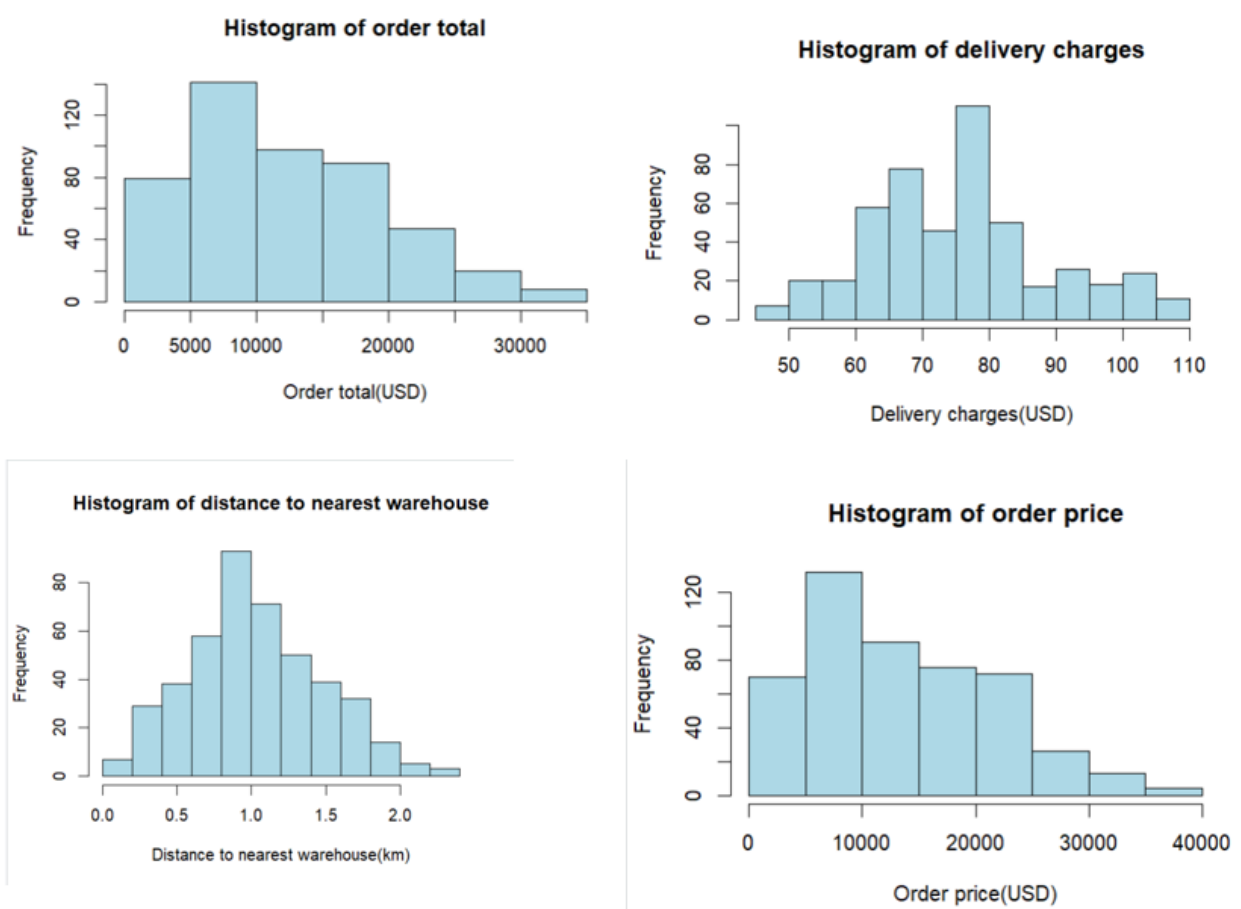 Histogram of order total
Frequency
0 40 80 120
0 5000 10000 20000 30000
Order total(USD)
Histogram of delivery charges
Frequency
0 20 40 60 80
50 60 70 80 90 100 110
Delivery charges(USD)
Histogram of distance to nearest warehouse
Frequency
0 20 40 60 80
0.0 0.5 1.0 1.5 2.0
Distance to nearest warehouse(km)
Histogram of order price
Frequency
0 40 80 120
0 10000 20000 30000 40000
Order price(USD)